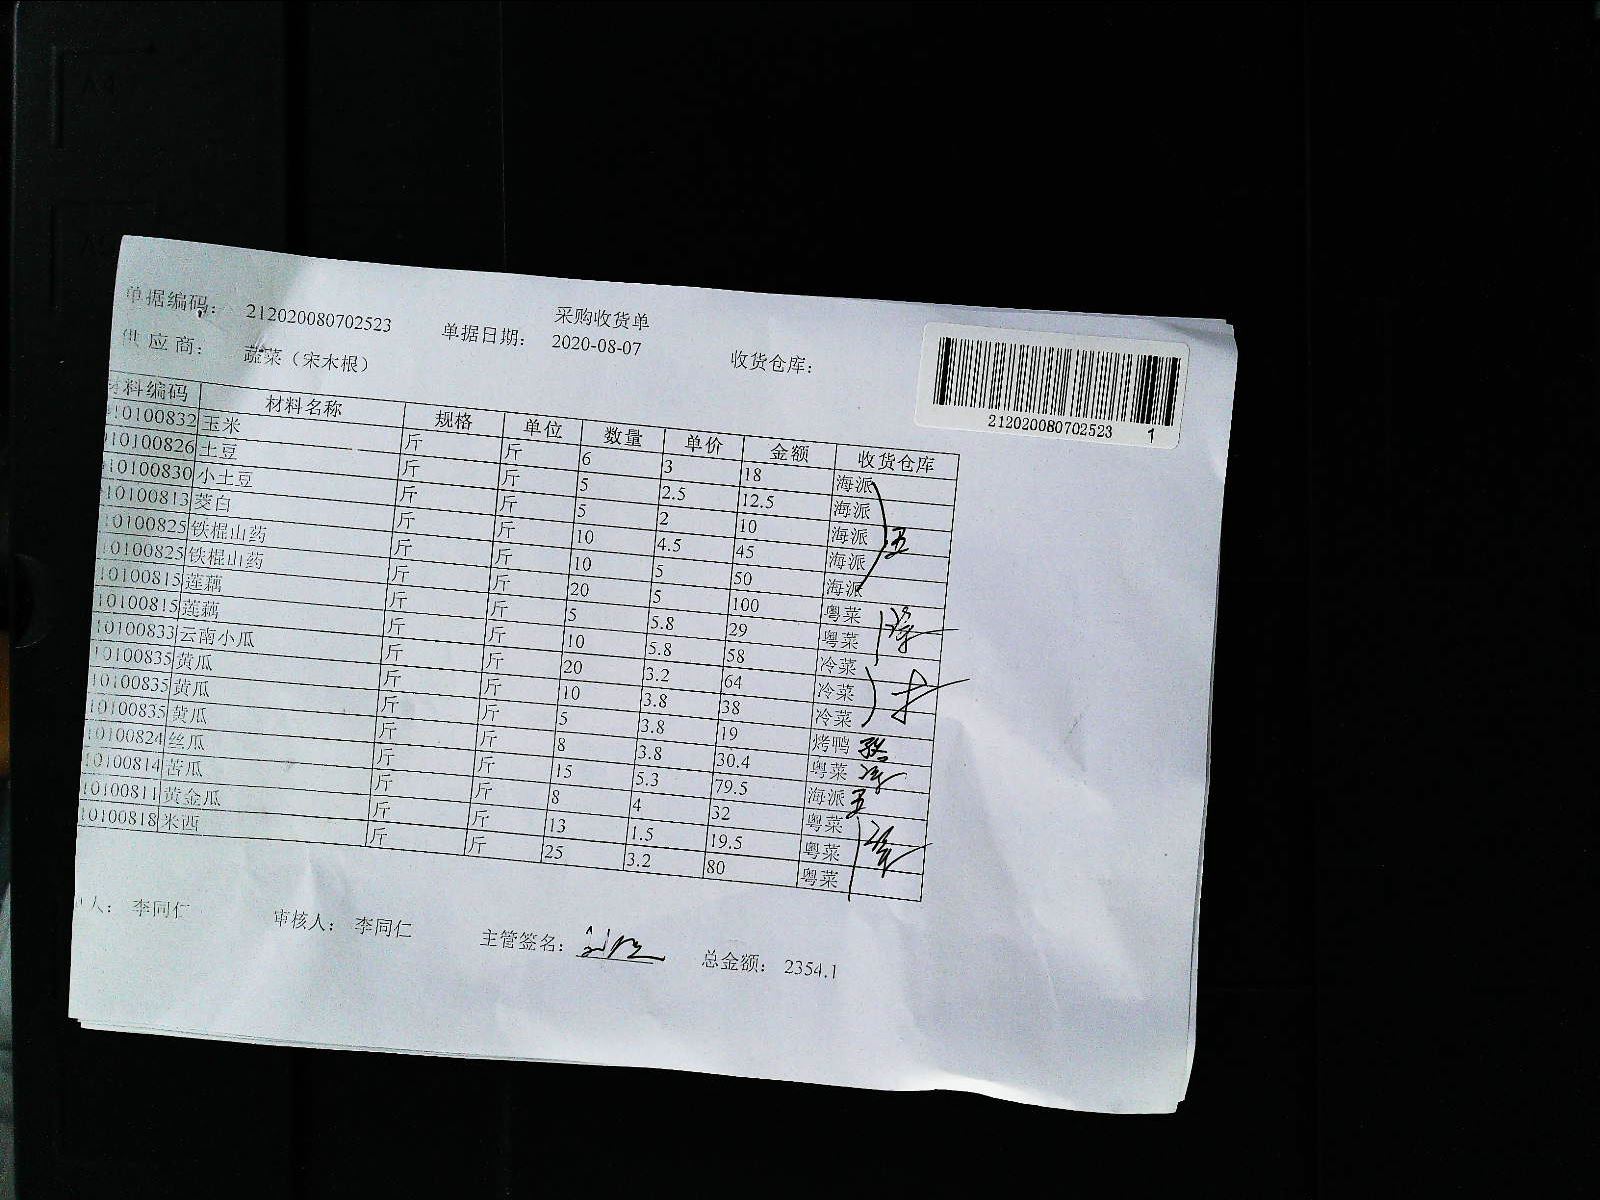 采购收货单
单据编码: 212020080702523 单据日期: 2020-08-07 收货仓库:
供应商: 蔬菜（宋木根）
212020080702523 1
材料编码 材料名称 规格 单位 数量 单价 金额 收货仓库
10100832 玉米 斤 斤 6 3 18 海派
10100826 土豆 斤 斤 5 2.5 12.5 海派
10100830 小土豆 斤 斤 5 2 10 海派
10100813 茭白 斤 斤 10 4.5 45 海派
10100825 铁棍山药 斤 斤 10 5 50 海派
10100825 铁棍山药 斤 斤 20 5 100 粤菜
10100815 莲藕 斤 斤 5 5.8 29 粤菜
10100815 莲藕 斤 斤 10 5.8 58 冷菜
10100833 云南小瓜 斤 斤 20 3.2 64 冷菜
10100835 黄瓜 斤 斤 10 3.8 38 冷菜
10100835 黄瓜 斤 斤 5 3.8 19 烤鸭
10100835 黄瓜 斤 斤 8 3.8 30.4 粤菜
10100824 丝瓜 斤 斤 15 5.3 79.5 海派
10100814 苦瓜 斤 斤 8 4 32 粤菜
10100811 黄金瓜 斤 斤 13 1.5 19.5 粤菜
10100818 米西 斤 斤 25 3.2 80 粤菜
人: 李同仁 审核人: 李同仁 主管签名: 总金额: 2354.1